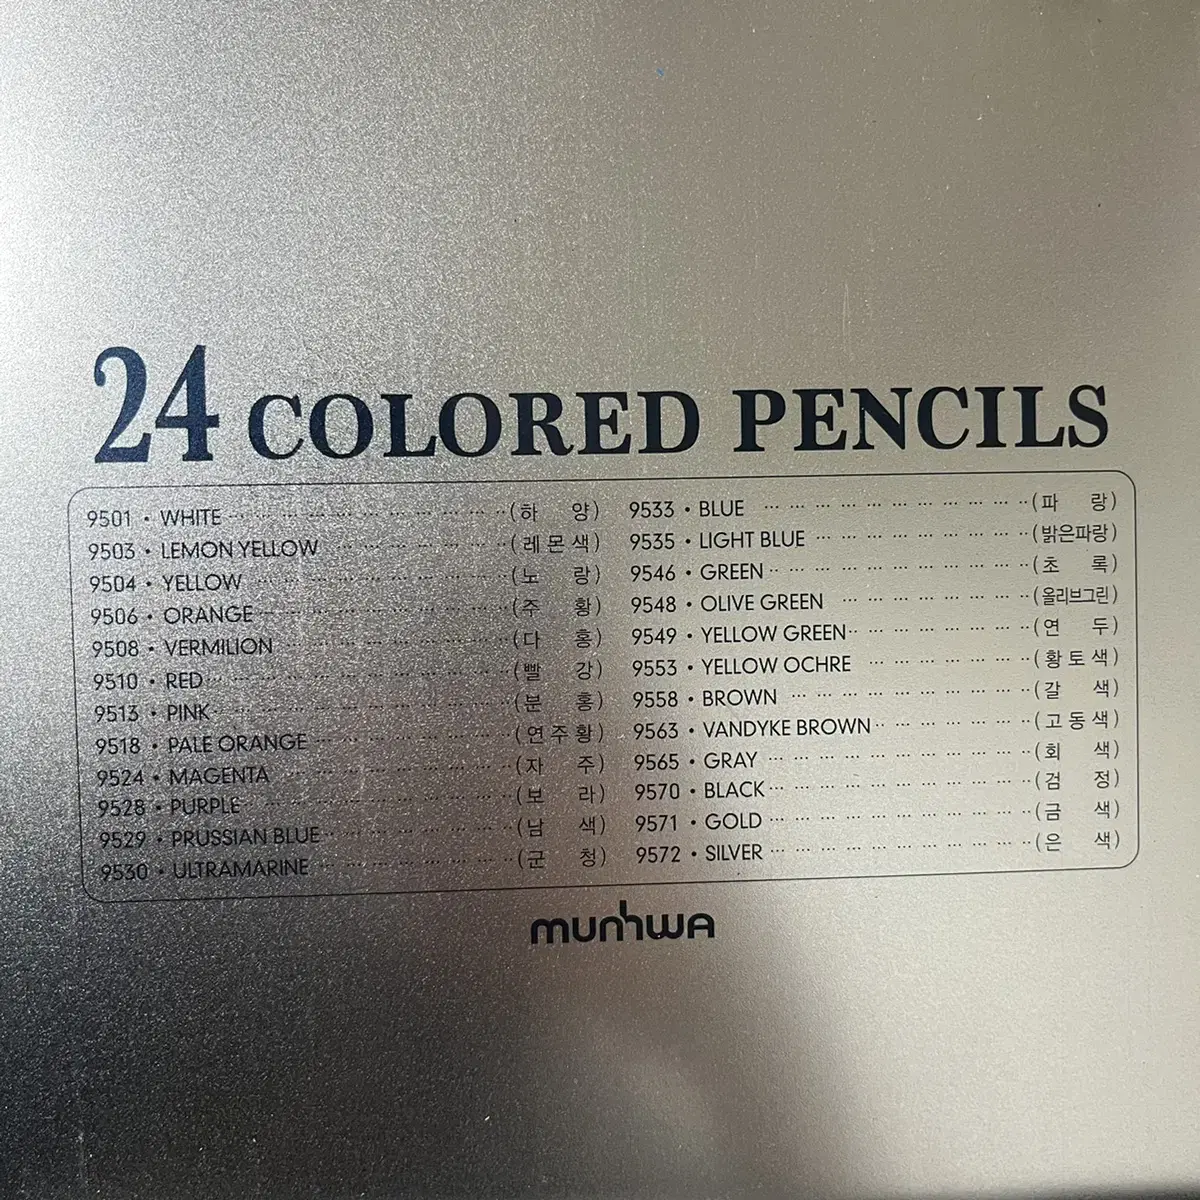 24 COLORED PENCILS
9501 • WHITE (하 양)
9503 • LEMON YELLOW (레몬색)
9504 • YELLOW (노 랑)
9506 • ORANGE (주 황)
9508 • VERMILION (다 홍)
9510 • RED (빨 강)
9513 • PINK (분 홍)
9518 • PALE ORANGE (연주황)
9524 • MAGENTA (자 주)
9528 • PURPLE (보 라)
9529 • PRUSSIAN BLUE (남 색)
9530 • ULTRAMARINE (군 청)
9533 • BLUE (파 랑)
9535 • LIGHT BLUE (밝은파랑)
9546 • GREEN (초 록)
9548 • OLIVE GREEN (올리브그린)
9549 • YELLOW GREEN (연 두)
9553 • YELLOW OCHRE (황토색)
9558 • BROWN (갈 색)
9563 • VANDYKE BROWN (고동색)
9565 • GRAY (회 색)
9570 • BLACK (검 정)
9571 • GOLD (금 색)
9572 • SILVER (은 색)
munhwa